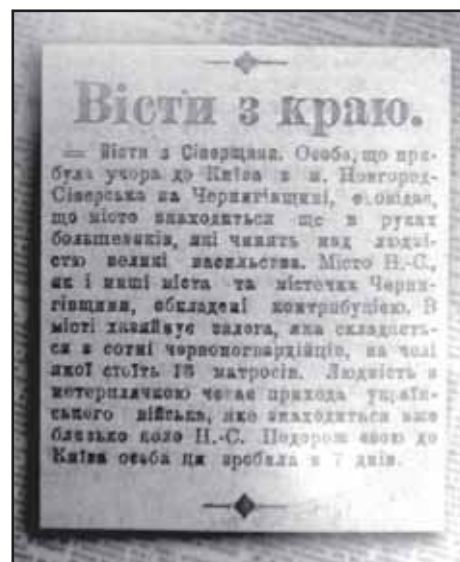 Вісти з краю.
= Вісти з Сіверщини. Особа, що при-
була учора до Київа з м. Новгород-
Сіверська на Чернигівщині, оповідає,
що місто знаходиться ще в руках
большевиків, які чинять над людні-
стю великі насильства. Місто Н.-С.,
як і инші міста та містечка Черни-
гівщини, обкладені контрибуцією. В
місті хазяйнує залога, яка складаєть-
ся з сотні червоногвардійців, на чолі
якої стоїть 18 матросів. Людність з
нетерплячкою чекає прихода україн-
ського війська, яке знаходиться вже
близько коло Н.-С. Подорож свою до
Київа особа ця зробила в 7 днів.